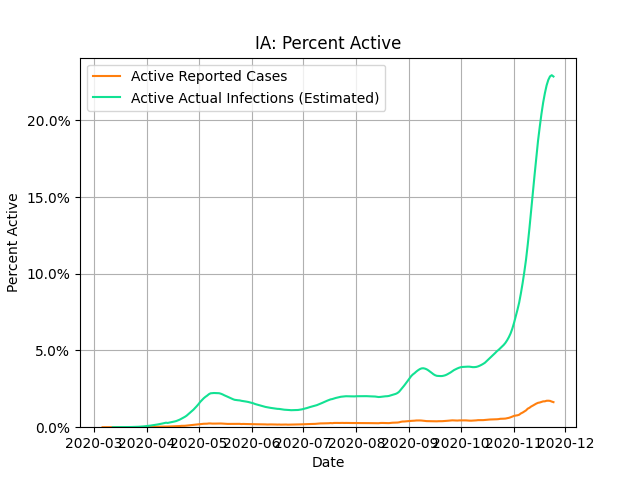 IA: Percent Active
Active Reported Cases
Active Actual Infections (Estimated)
20.0%
15.0%
10.0%
5.0%
0.0%
Percent Active
2020-03 2020-04 2020-05 2020-06 2020-07 2020-08 2020-09 2020-10 2020-11 2020-12
Date